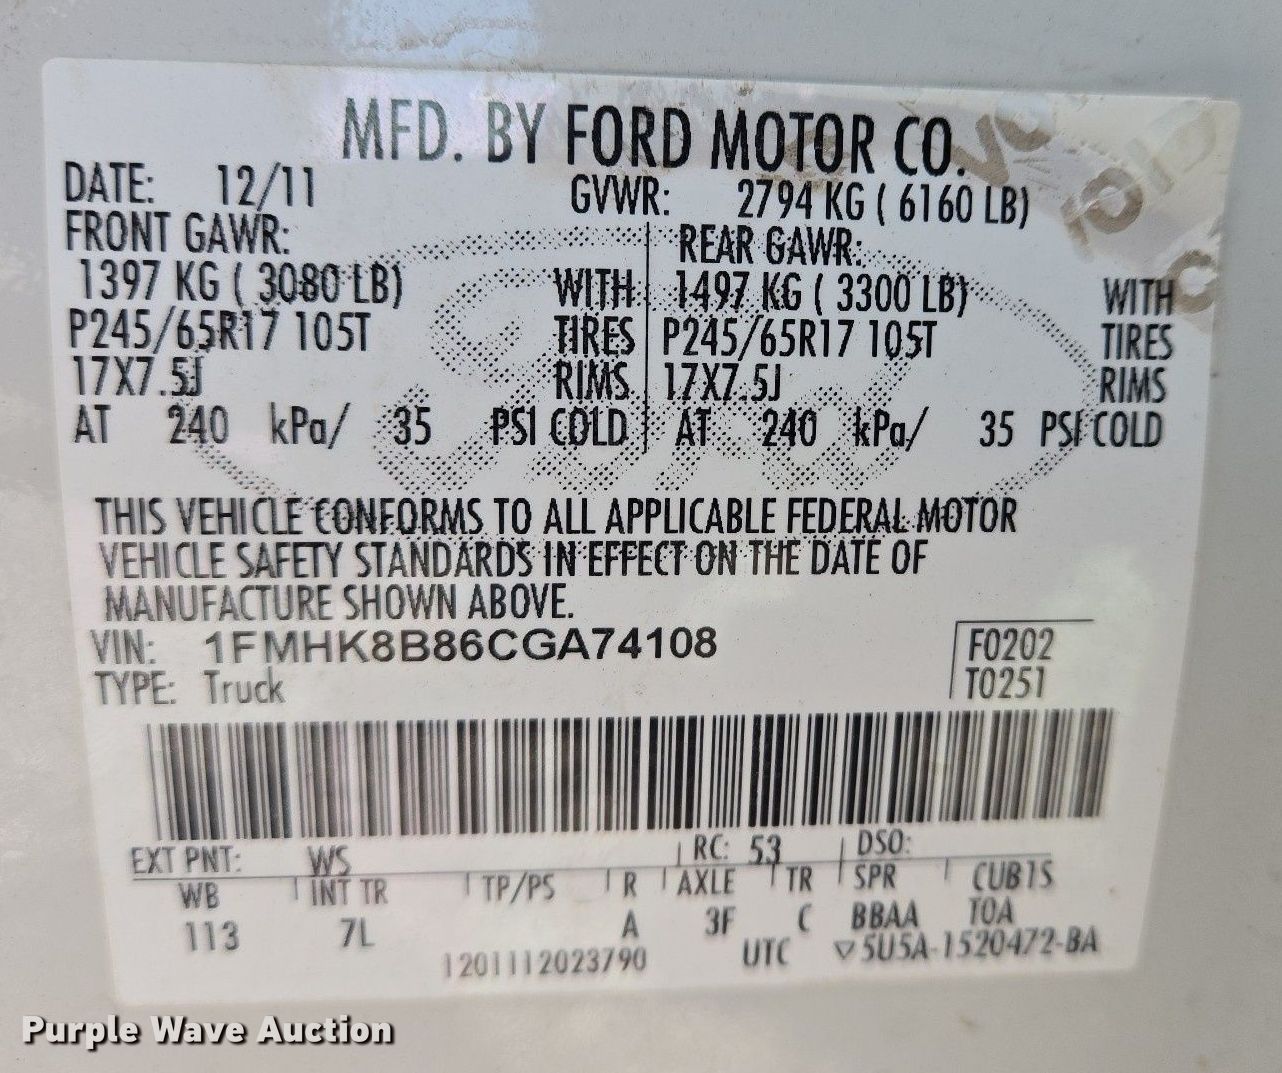 MFD. BY FORD MOTOR CO.
DATE: 12/11 GVWR: 2794 KG ( 6160 LB)
FRONT GAWR: REAR GAWR:
1397 KG ( 3080 LB) WITH 1497 KG ( 3300 LB) WITH
P245/65R17 105T TIRES P245/65R17 105T TIRES
17X7.5J RIMS 17X7.5J RIMS
AT 240 kPa/ 35 PSI COLD AT 240 kPa/ 35 PSI COLD
THIS VEHICLE CONFORMS TO ALL APPLICABLE FEDERAL MOTOR
VEHICLE SAFETY STANDARDS IN EFFECT ON THE DATE OF
MANUFACTURE SHOWN ABOVE.
VIN: 1FMHK8B86CGA74108 F0202
TYPE: Truck T0251
EXT PNT: WS RC: 53 DSO:
WB INT TR TP/PS R AXLE TR SPR CUB1S
113 7L A 3F C BBAA TOA
1201112023790 UTC ▽5U5A-1520472-BA
Purple Wave Auction